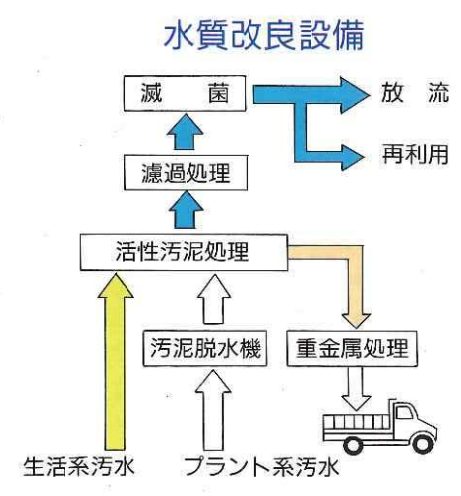 水質改良設備
滅 菌
放 流
再利用
濾過処理
活性汚泥処理
汚泥脱水機
重金属処理
生活系汚水
プラント系汚水